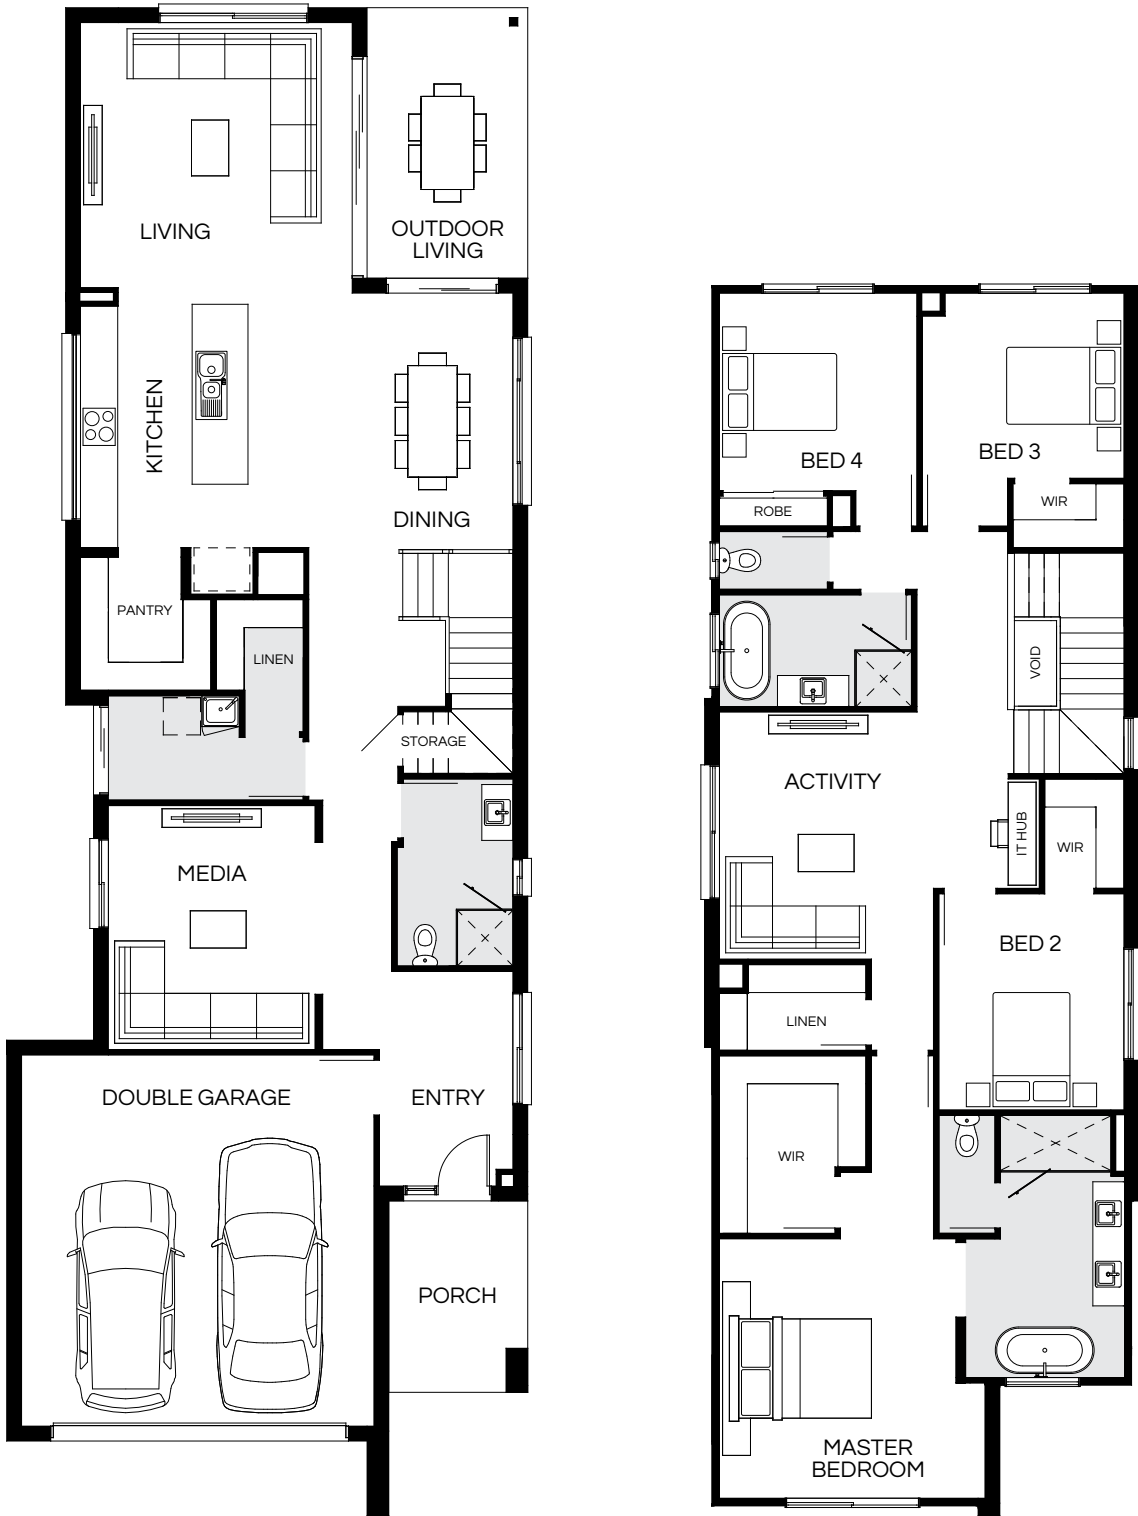 LIVING
OUTDOOR
LIVING
KITCHEN
DINING
PANTRY
LINEN
STORAGE
MEDIA
DOUBLE GARAGE
ENTRY
PORCH
BED 4
BED 3
ROBE
WIR
VOID
ACTIVITY
IT HUB
WIR
BED 2
LINEN
WIR
MASTER
BEDROOM